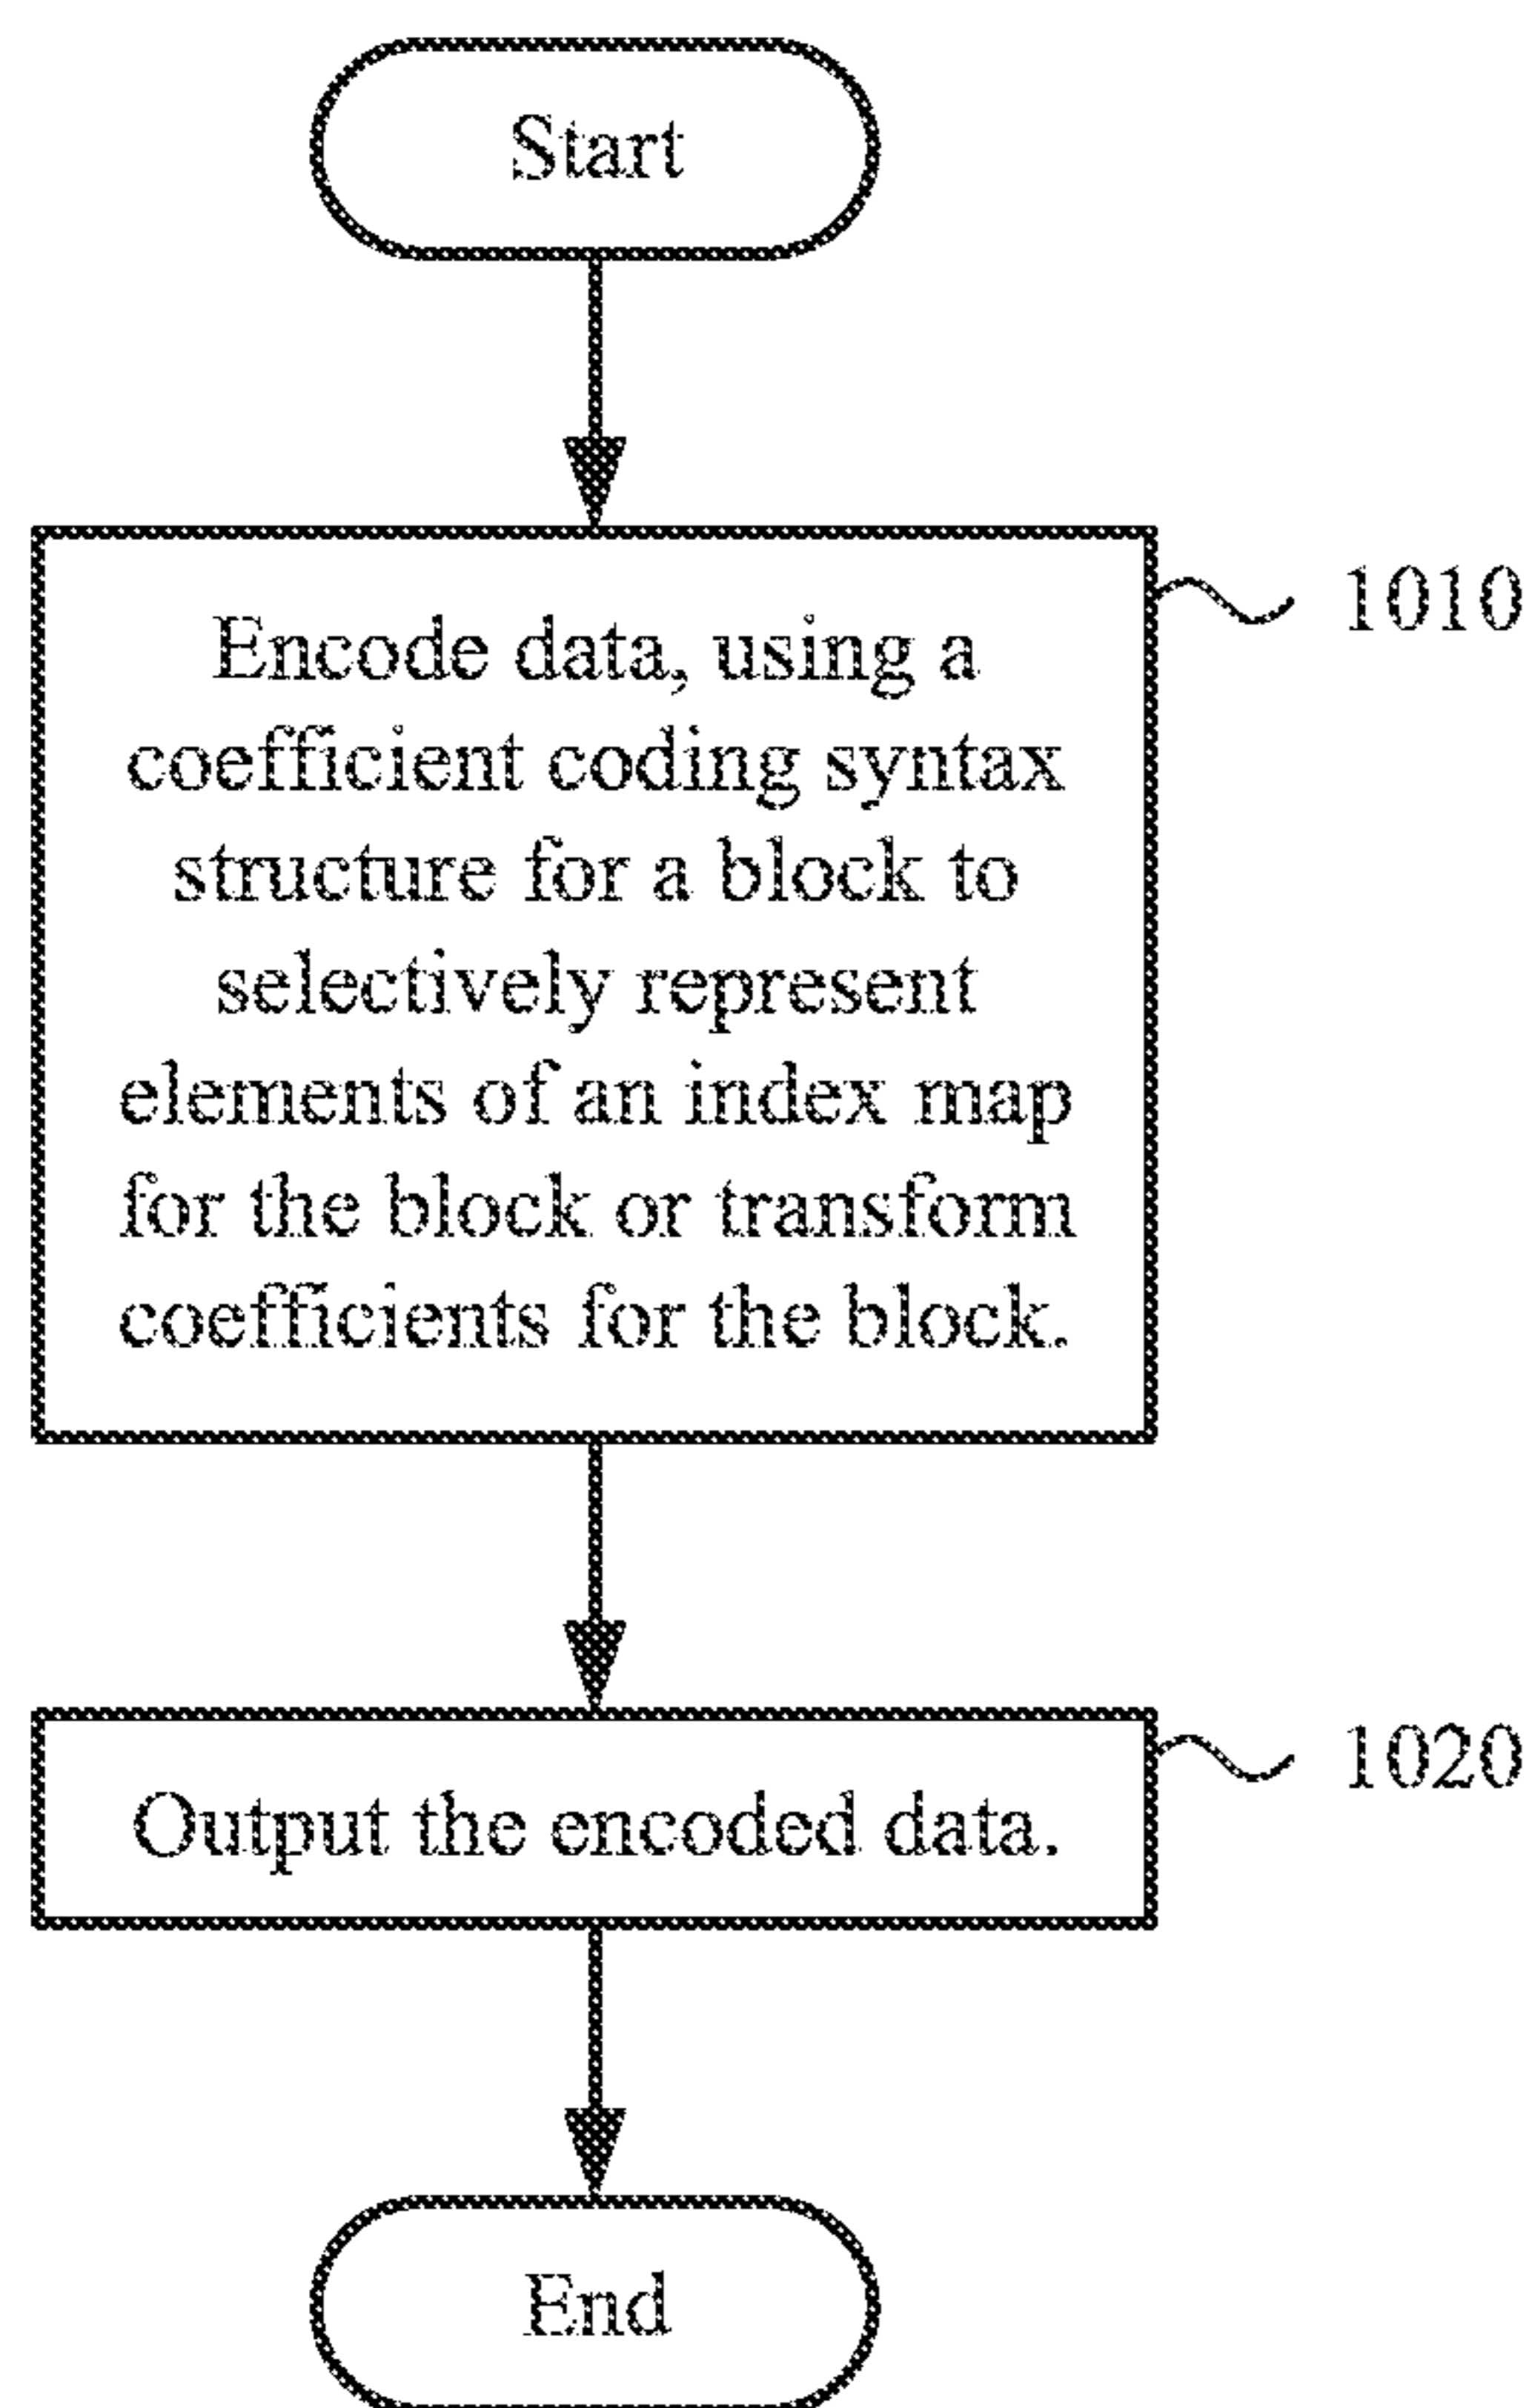 Start
1010
Encode data, using a
coefficient coding syntax
structure for a block to
selectively represent
elements of an index map
for the block or transform
coefficients for the block.
1020
Output the encoded data.
End